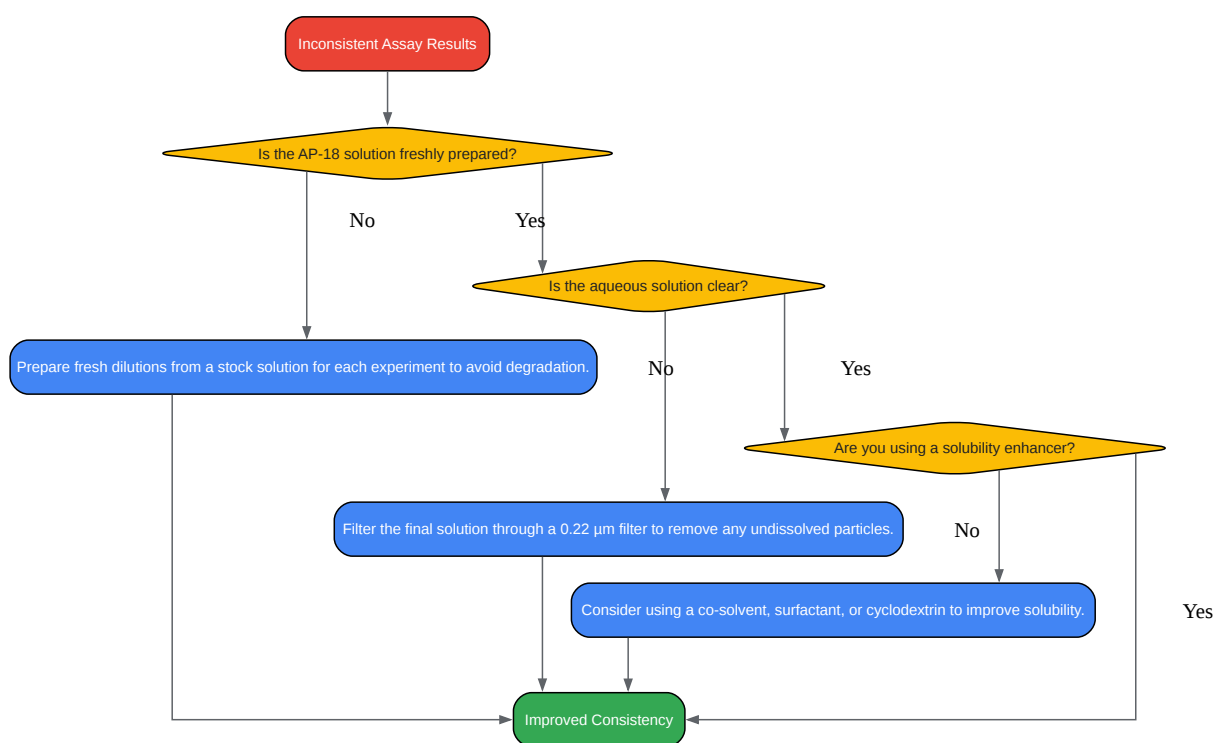 Inconsistent Assay Results
Is the AP-18 solution freshly prepared?
No
Yes
Is the aqueous solution clear?
Prepare fresh dilutions from a stock solution for each experiment to avoid degradation.
No
Yes
Are you using a solubility enhancer?
Filter the final solution through a 0.22 µm filter to remove any undissolved particles.
No
Consider using a co-solvent, surfactant, or cyclodextrin to improve solubility.
Yes
Improved Consistency